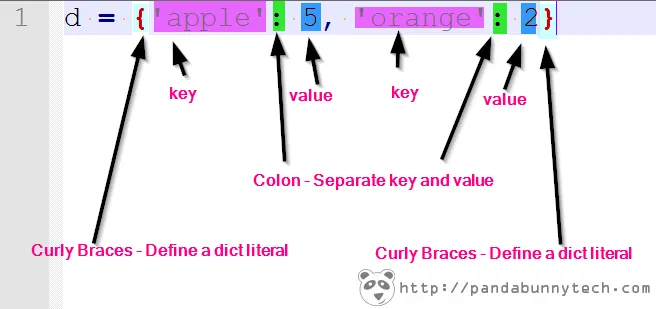 1 d = {'apple': 5, 'orange': 2}
key value key value
Colon - Separate key and value
Curly Braces - Define a dict literal Curly Braces - Define a dict literal
http://pandabunnytech.com